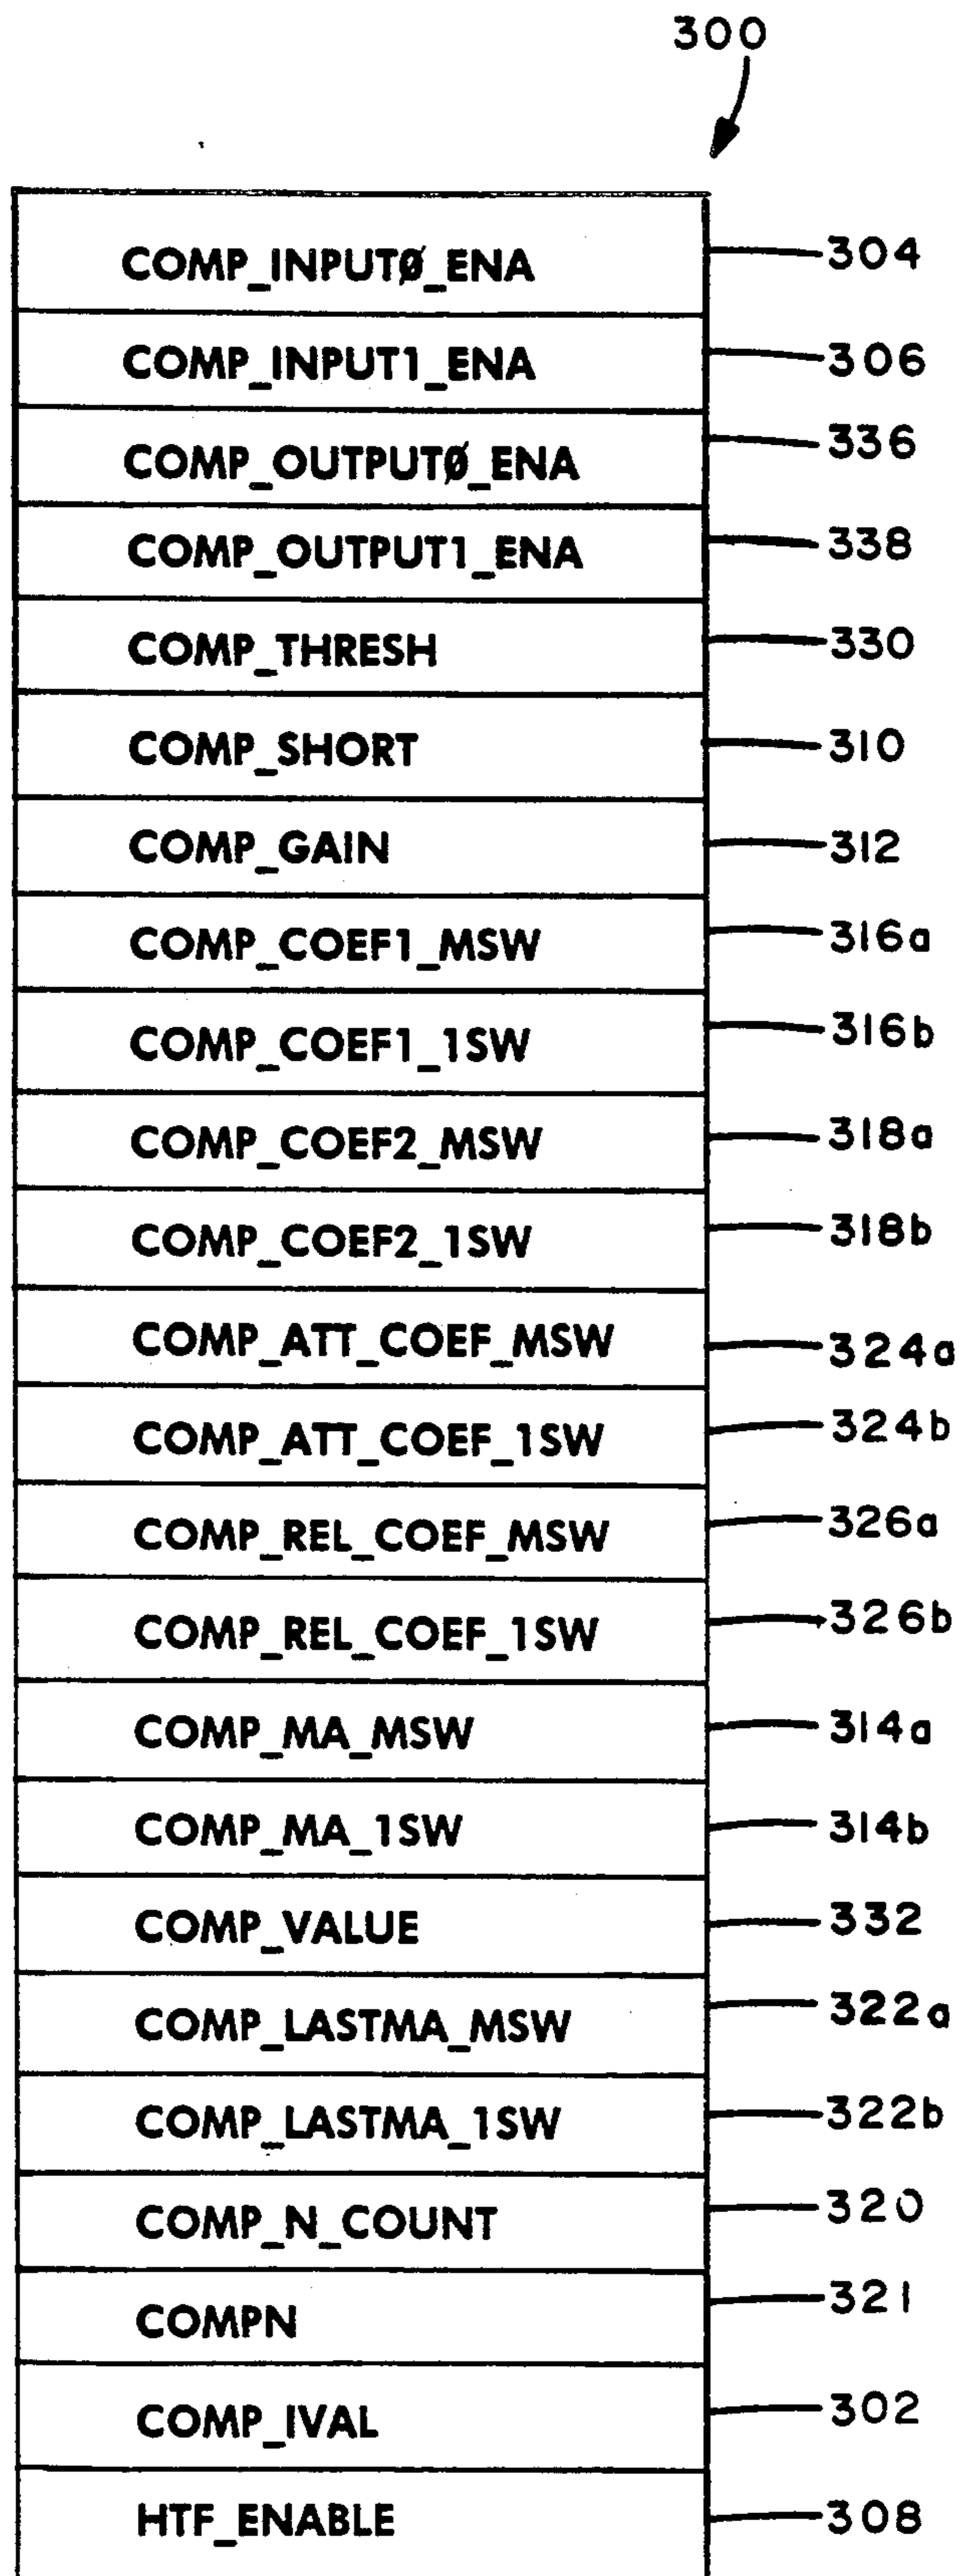 300
COMP_INPUTØ_ENA 304
COMP_INPUT1_ENA 306
COMP_OUTPUTØ_ENA 336
COMP_OUTPUT1_ENA 338
COMP_THRESH 330
COMP_SHORT 310
COMP_GAIN 312
COMP_COEF1_MSW 316a
COMP_COEF1_1SW 316b
COMP_COEF2_MSW 318a
COMP_COEF2_1SW 318b
COMP_ATT_COEF_MSW 324a
COMP_ATT_COEF_1SW 324b
COMP_REL_COEF_MSW 326a
COMP_REL_COEF_1SW 326b
COMP_MA_MSW 314a
COMP_MA_1SW 314b
COMP_VALUE 332
COMP_LASTMA_MSW 322a
COMP_LASTMA_1SW 322b
COMP_N_COUNT 320
COMPN 321
COMP_IVAL 302
HTF_ENABLE 308